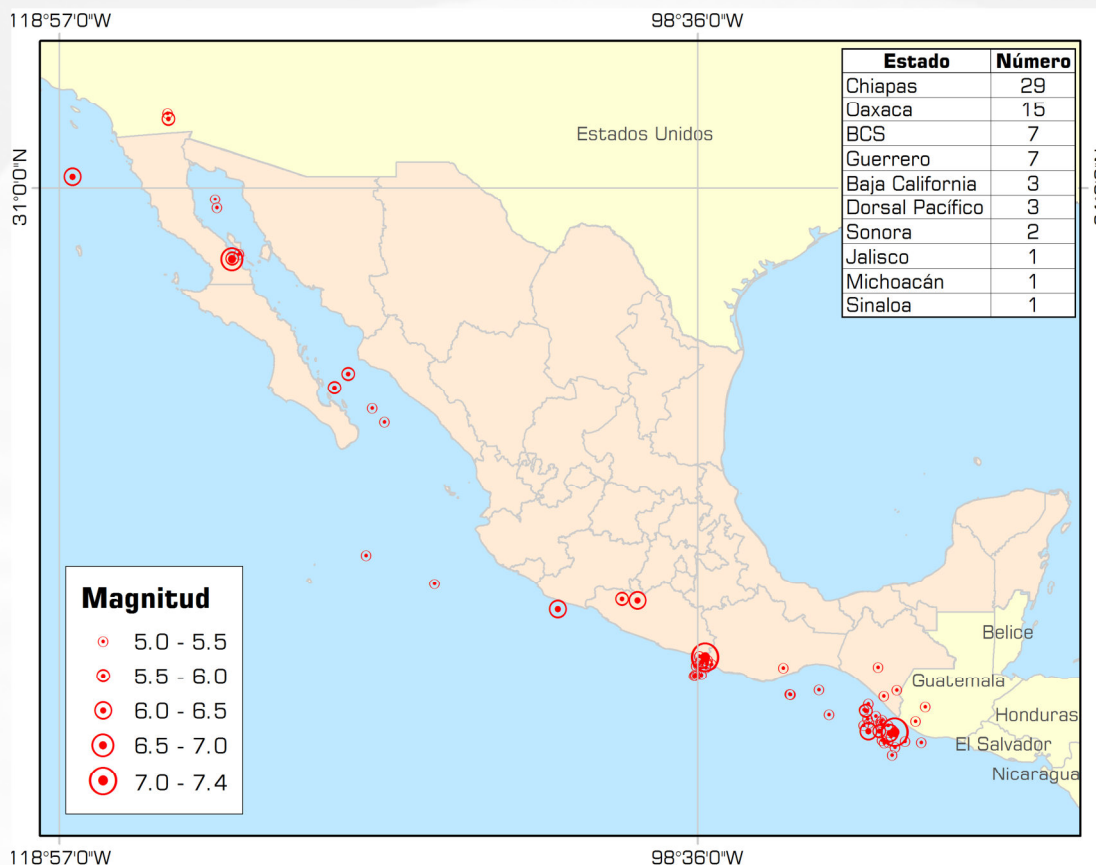 118°57'0"W 98°36'0"W
31°0'0"N
Estado Número
Chiapas 29
Oaxaca 15
BCS 7
Guerrero 7
Baja California 3
Dorsal Pacífico 3
Sonora 2
Jalisco 1
Michoacán 1
Sinaloa 1
Estados Unidos
Belice
Guatemala
Honduras
El Salvador
Nicaragua
Magnitud
5.0 - 5.5
5.5 - 6.0
6.0 - 6.5
6.5 - 7.0
7.0 - 7.4
118°57'0"W 98°36'0"W